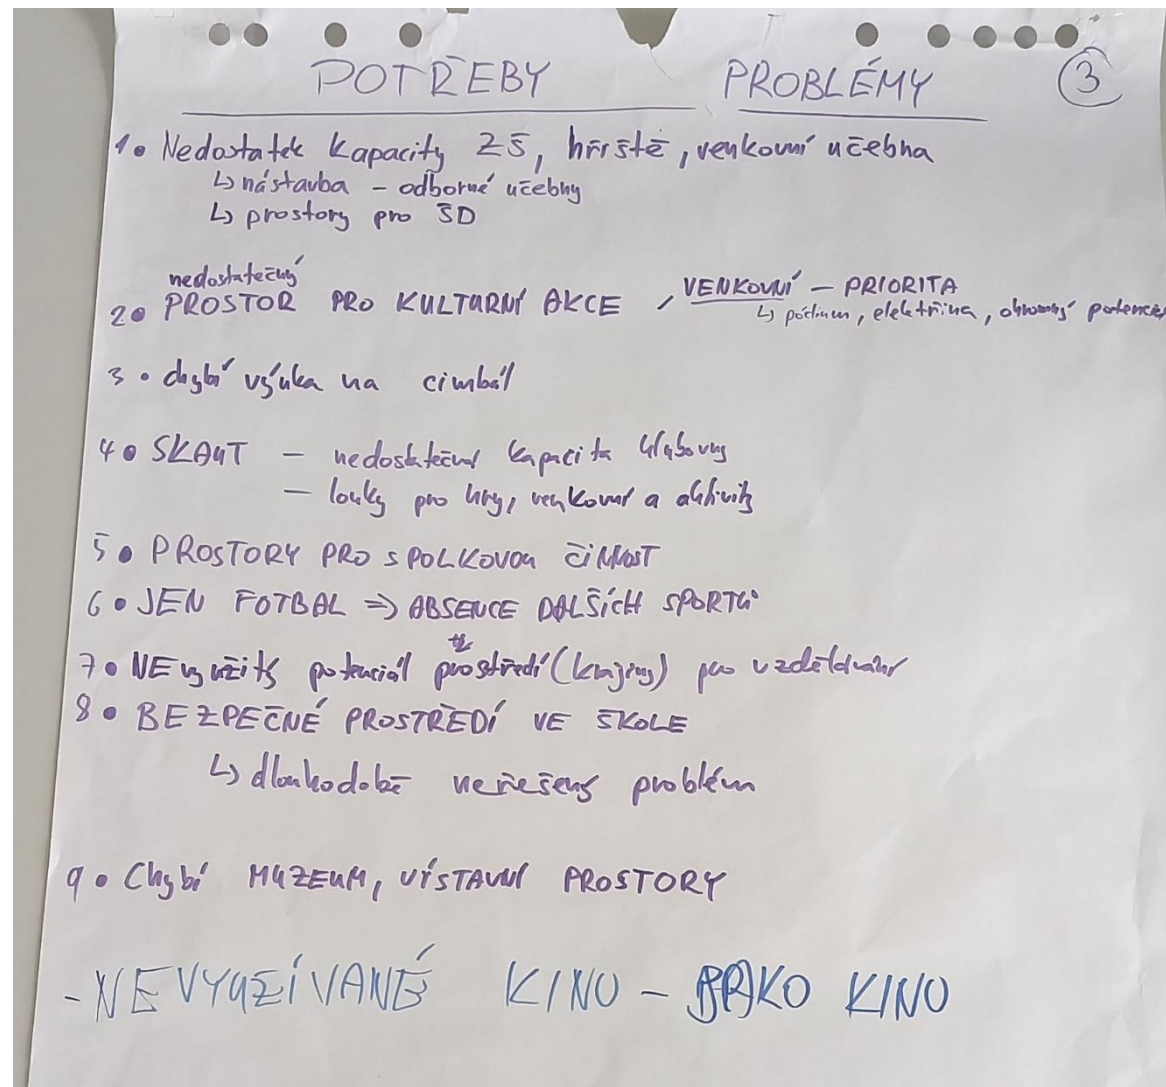 POTŘEBY PROBLÉMY 3
1. Nedostatek kapacity ZŠ, hřiště, venkovní učebna
↳ nástavba - odborné učebny
↳ prostory pro ŠD
nedostatečný
2. PROSTOR PRO KULTURNÍ AKCE / VENKOVNÍ - PRIORITA
↳ pódium, elektřina, ohromný
3. chybí výuka na cimbál
4. SKAUT - nedostatečná kapacita klubovny
- louky pro hry, venkovní a aktivity
5. PROSTORY PRO SPOLKOVOU ČINNOST
6. JEN FOTBAL => ABSENCE DALŠÍCH SPORTŮ
7. NEvyužitý potenciál prostředí (krajiny) pro vzdělávání
8. BEZPEČNÉ PROSTŘEDÍ VE ŠKOLE
↳ dlouhodobě neřešený problém
9. Chybí MUZEUM, VÝSTAVNÍ PROSTORY
- NEVYUŽÍVANÉ KINO - JAKO KINO